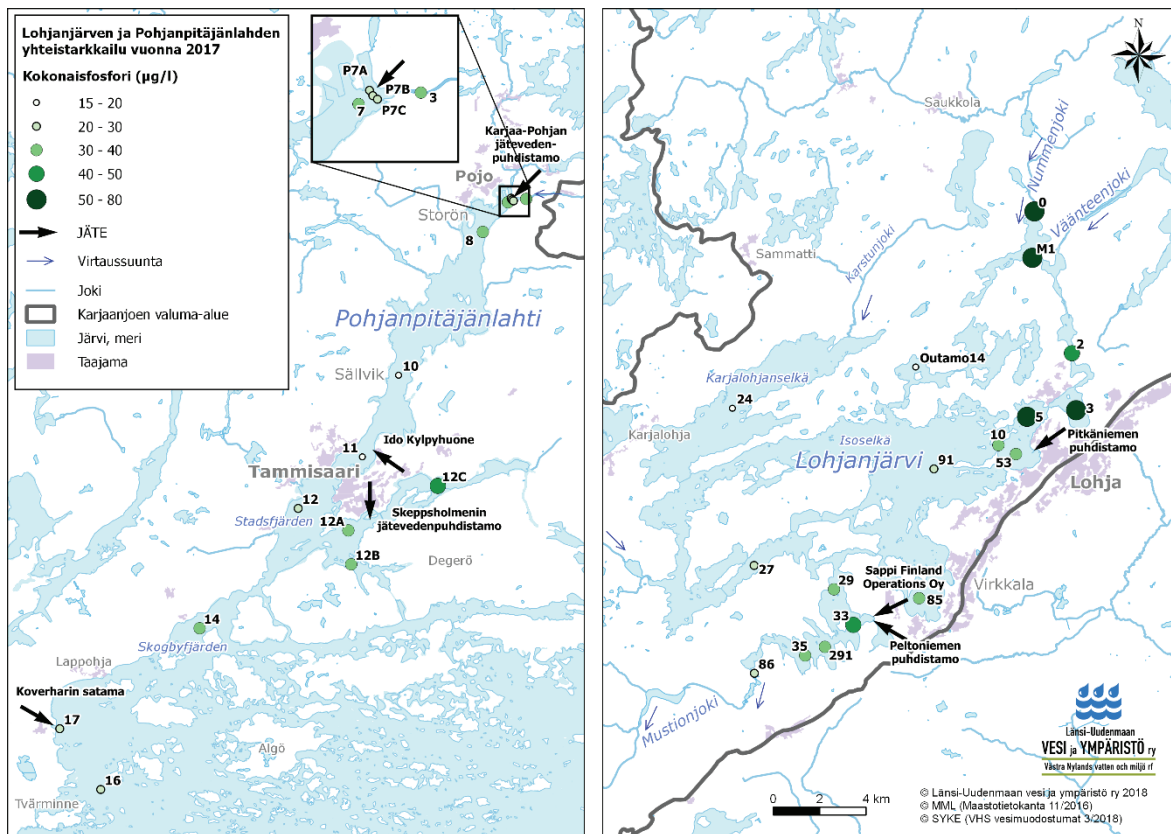 Lohjanjärven ja Pohjanpitäjänlahden
yhteistarkkailu vuonna 2017
Kokonaisfosfori (µg/l)
15 - 20
20 - 30
30 - 40
40 - 50
50 - 80
JÄTE
Virtaussuunta
Joki
Karjaanjoen valuma-alue
Järvi, meri
Taajama
P7A
P7B
P7C
7
3
Karjaa-Pohjan
jäteveden-
puhdistamo
Pojo
Storön
8
Pohjanpitäjänlahti
Sällvik
10
Ido Kylpyhuone
11
Tammisaari
12C
12
Skeppsholmenin
jätevedenpuhdistamo
Stadsfjärden
12A
12B
Degerö
14
Skogbyfjärden
Lappohja
Koverharin satama
17
Algö
16
Tvärminne
N
Saukkola
Nummenjoki
0
Väänteenjoki
M1
Sammatti
Karstunjoki
2
Outamo14
Karjalohjanselkä
24
3
5
Karjalohja
Isoselkä
10
Pitkäniemen
puhdistamo
53
91
Lohjanjärvi
Lohja
27
29
Sappi Finland
Operations Oy
85
Virkkala
33
35
291
Peltoniemen
puhdistamo
86
Mustionjoki
Länsi-Uudenmaan
VESI ja YMPÄRISTÖ ry
Västra Nylands vatten och miljö rf
0 2 4 km
© Länsi-Uudenmaan vesi ja ympäristö ry 2018
© MML (Maastotietokanta 11/2016)
© SYKE (VHS vesimuodostumat 3/2018)